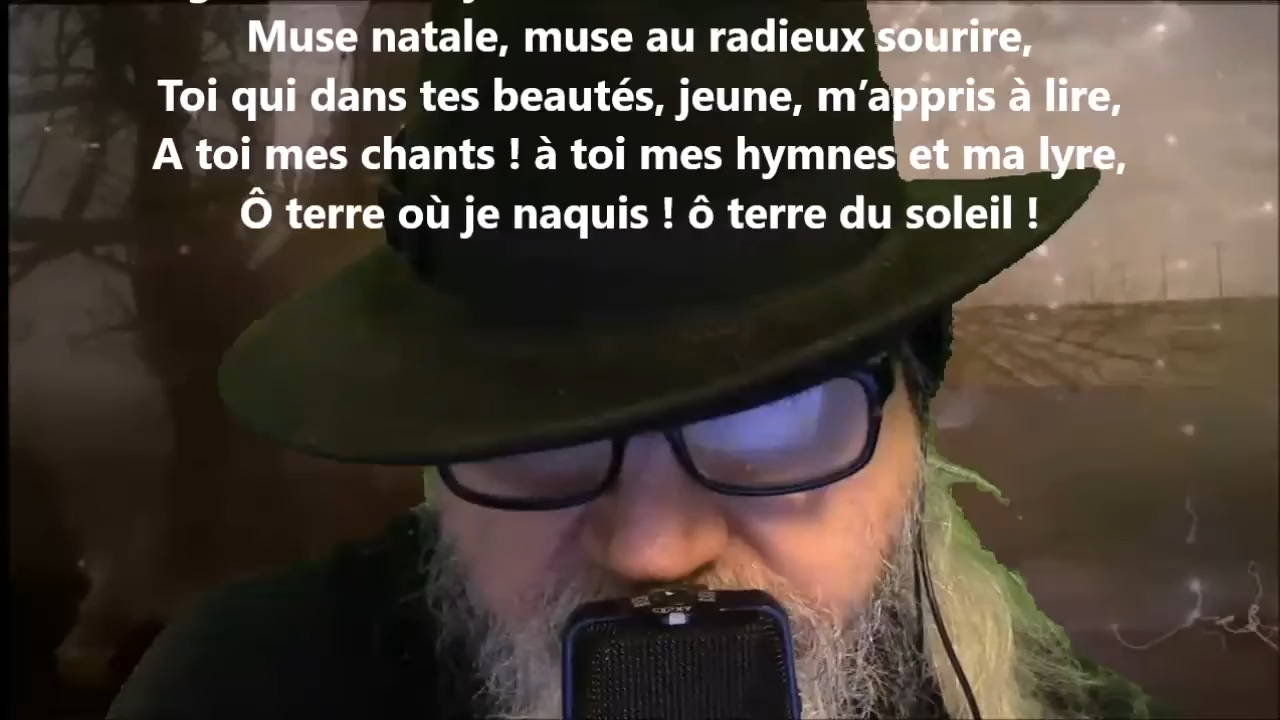 Muse natale, muse au radieux sourire,
Toi qui dans tes beautés, jeune, m’appris à lire,
A toi mes chants ! à toi mes hymnes et ma lyre,
Ô terre où je naquis ! ô terre du soleil !